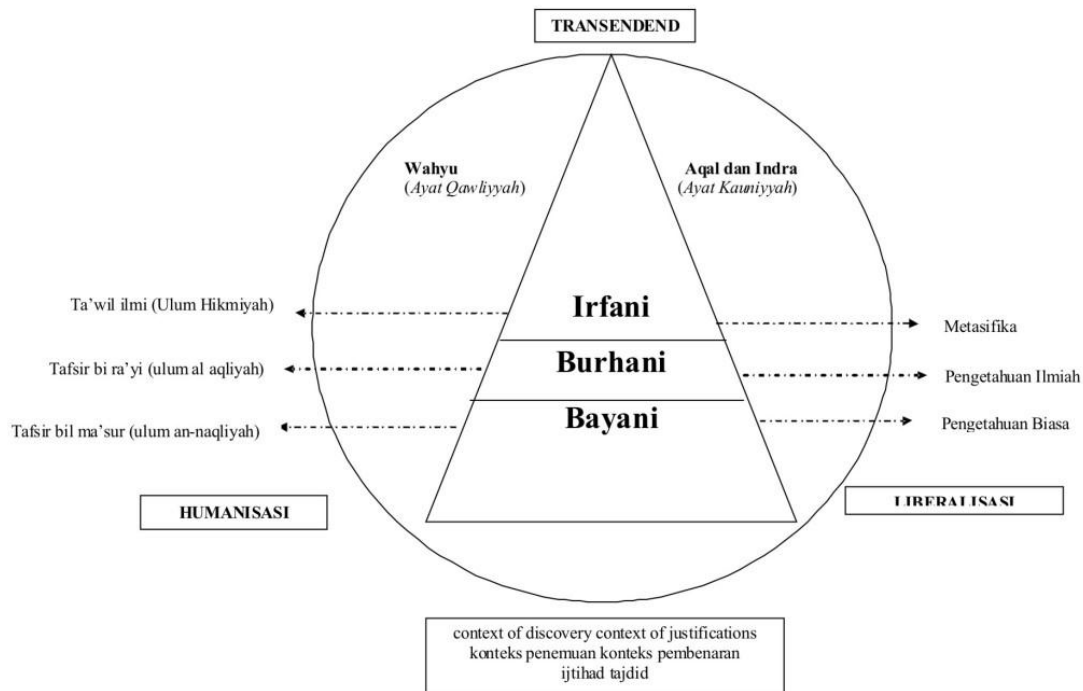 TRANSENDEND
Wahyu
(Ayat Qawliyyah)
Aqal dan Indra
(Ayat Kauniyyah)
Ta’wil ilmi (Ulum Hikmiyah)
Irfani
Metasifika
Tafsir bi ra’yi (ulum al aqliyah)
Burhani
Pengetahuan Ilmiah
Tafsir bil ma’sur (ulum an-naqliyah)
Bayani
Pengetahuan Biasa
HUMANISASI
LIBERALISASI
context of discovery context of justifications
konteks penemuan konteks pembenaran
ijtihad tajdid